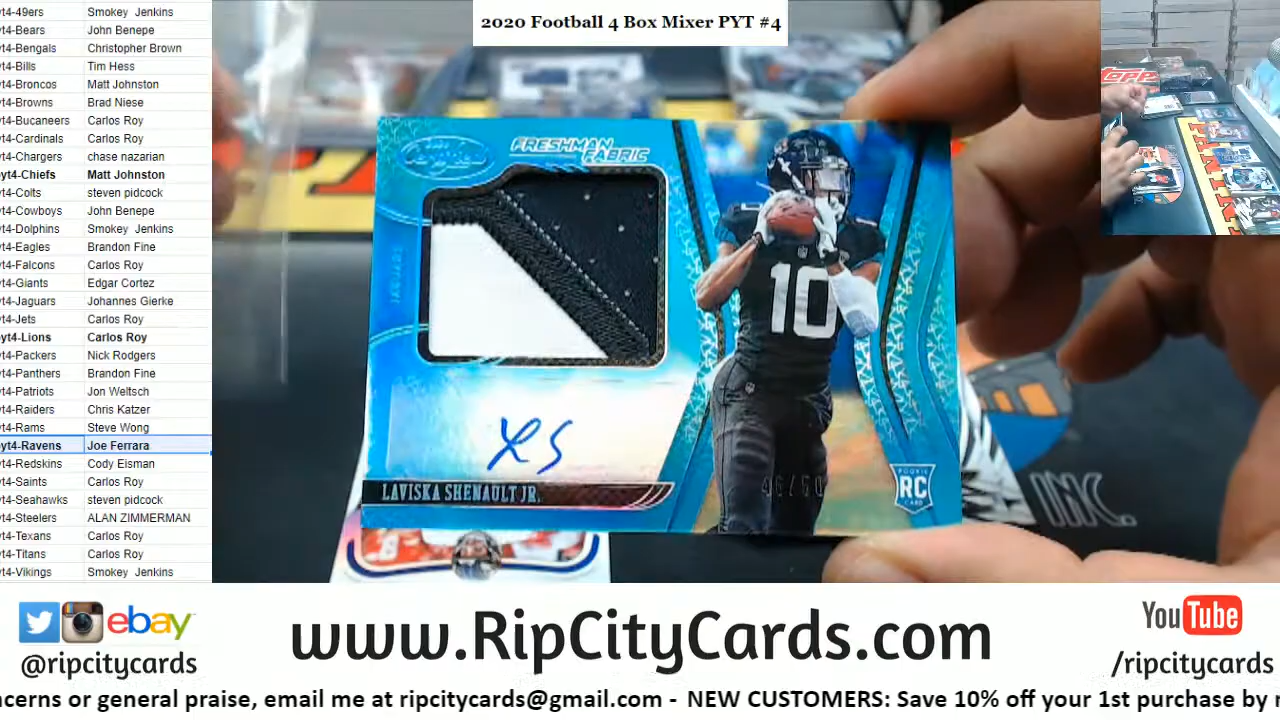 2020 Football 4 Box Mixer PYT #4
yt4-49ers Smokey Jenkins
yt4-Bears John Benepe
yt4-Bengals Christopher Brown
yt4-Bills Tim Hess
yt4-Broncos Matt Johnston
yt4-Browns Brad Niese
yt4-Bucaneers Carlos Roy
yt4-Cardinals Carlos Roy
yt4-Chargers chase nazarian
yt4-Chiefs Matt Johnston
yt4-Colts steven pidcock
yt4-Cowboys John Benepe
yt4-Dolphins Smokey Jenkins
yt4-Eagles Brandon Fine
yt4-Falcons Carlos Roy
yt4-Giants Edgar Cortez
yt4-Jaguars Johannes Gierke
yt4-Jets Carlos Roy
yt4-Lions Carlos Roy
yt4-Packers Nick Rodgers
yt4-Panthers Brandon Fine
yt4-Patriots Jon Weltsch
yt4-Raiders Chris Katzer
yt4-Rams Steve Wong
yt4-Ravens Joe Ferrara
yt4-Redskins Cody Eisman
yt4-Saints Carlos Roy
yt4-Seahawks steven pidcock
yt4-Steelers ALAN ZIMMERMAN
yt4-Texans Carlos Roy
yt4-Titans Carlos Roy
yt4-Vikings Smokey Jenkins
FRESHMAN
FABRIC
JAGUARS
10
LS
LAVISKA SHENAULT JR.
ROOKIE
RC
CARD
INC.
ebay
@ripcitycards
www.RipCityCards.com
YouTube
/ripcitycards
ncerns or general praise, email me at ripcitycards@gmail.com - NEW CUSTOMERS: Save 10% off your 1st purchase by